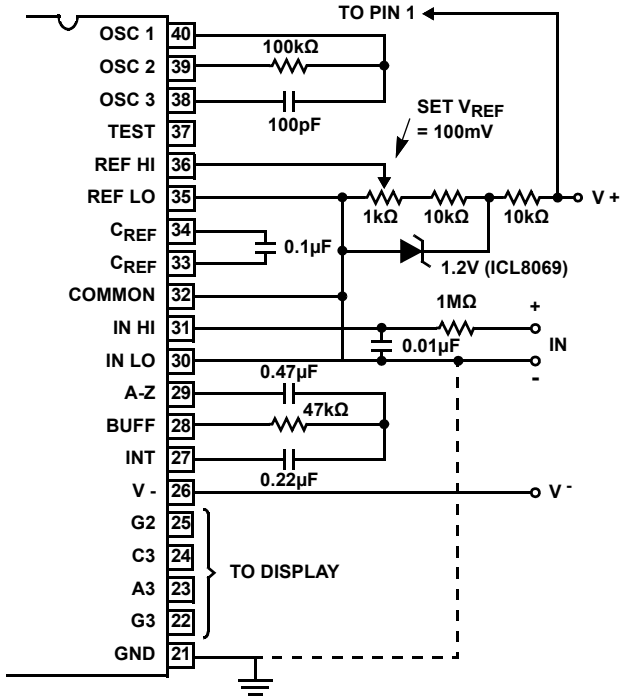 TO PIN 1
OSC 1 40
100kΩ
OSC 2 39
OSC 3 38
100pF
SET VREF
= 100mV
TEST 37
REF HI 36
REF LO 35
V +
1kΩ 10kΩ 10kΩ
CREF 34
0.1µF
CREF 33
1.2V (ICL8069)
COMMON 32
1MΩ
+
IN HI 31
0.01µF
IN
IN LO 30
-
0.47µF
A-Z 29
47kΩ
BUFF 28
INT 27
0.22µF
V - 26
V -
G2 25
C3 24
TO DISPLAY
A3 23
G3 22
GND 21